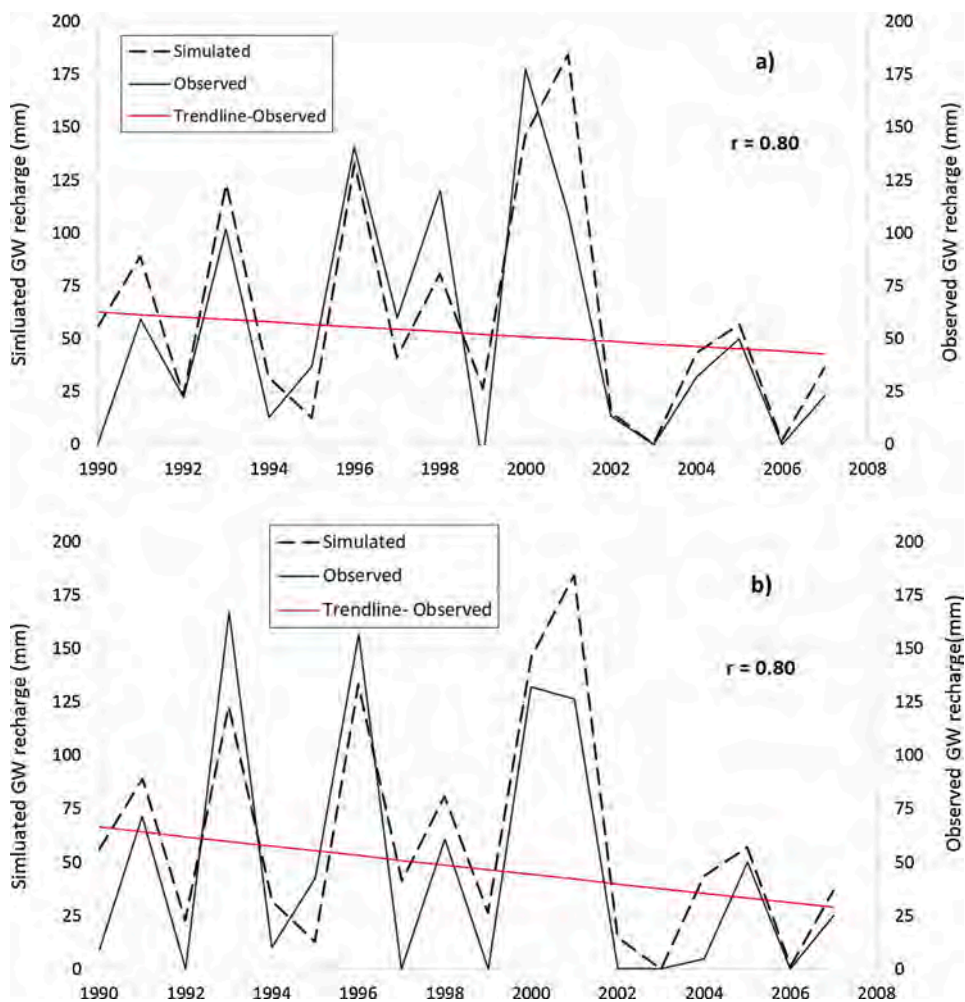 200
175
150
125
100
75
50
25
0
Simluated GW recharge (mm)
Simulated
Observed
Trendline-Observed
a)
r = 0.80
200
175
150
125
100
75
50
25
0
Observed GW recharge (mm)
1990 1992 1994 1996 1998 2000 2002 2004 2006 2008
200
175
150
125
100
75
50
25
0
Simluated GW recharge (mm)
Simulated
Observed
Trendline- Observed
b)
r = 0.80
200
175
150
125
100
75
50
25
0
Observed GW recharge(mm)
1990 1992 1994 1996 1998 2000 2002 2004 2006 2008